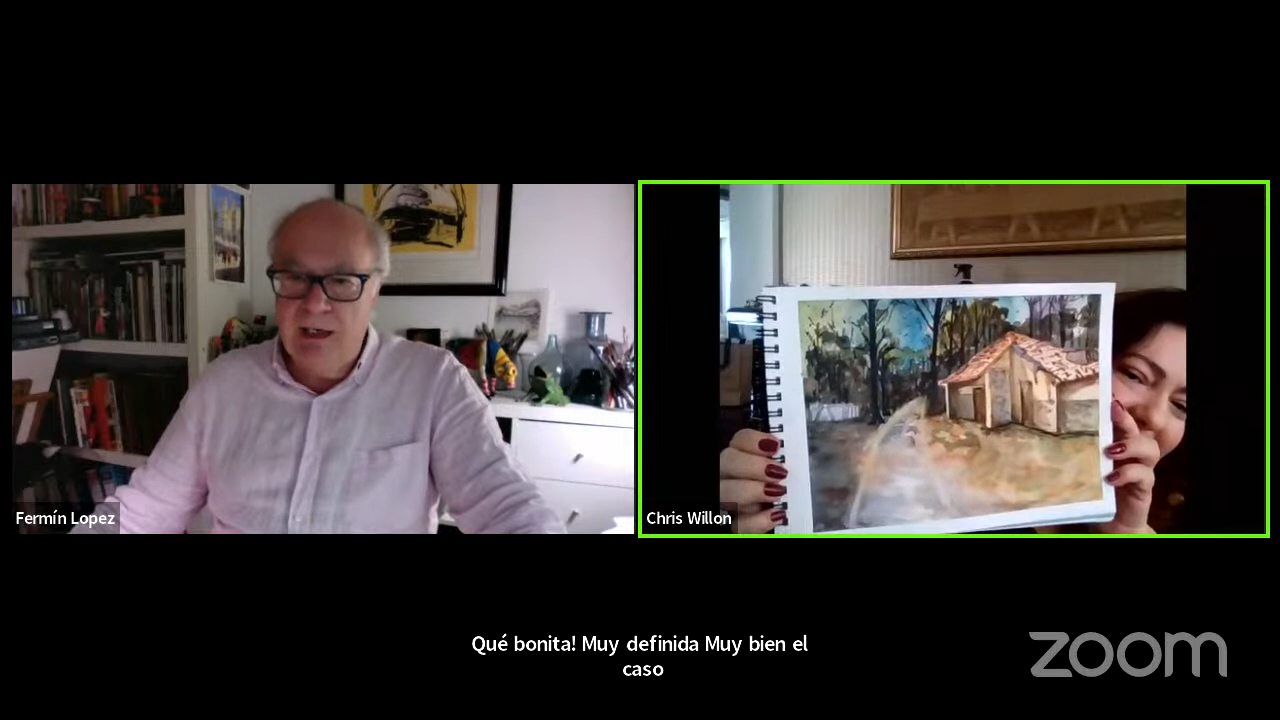 Fermín Lopez
Chris Willon
Qué bonita! Muy definida Muy bien el
caso
zoom